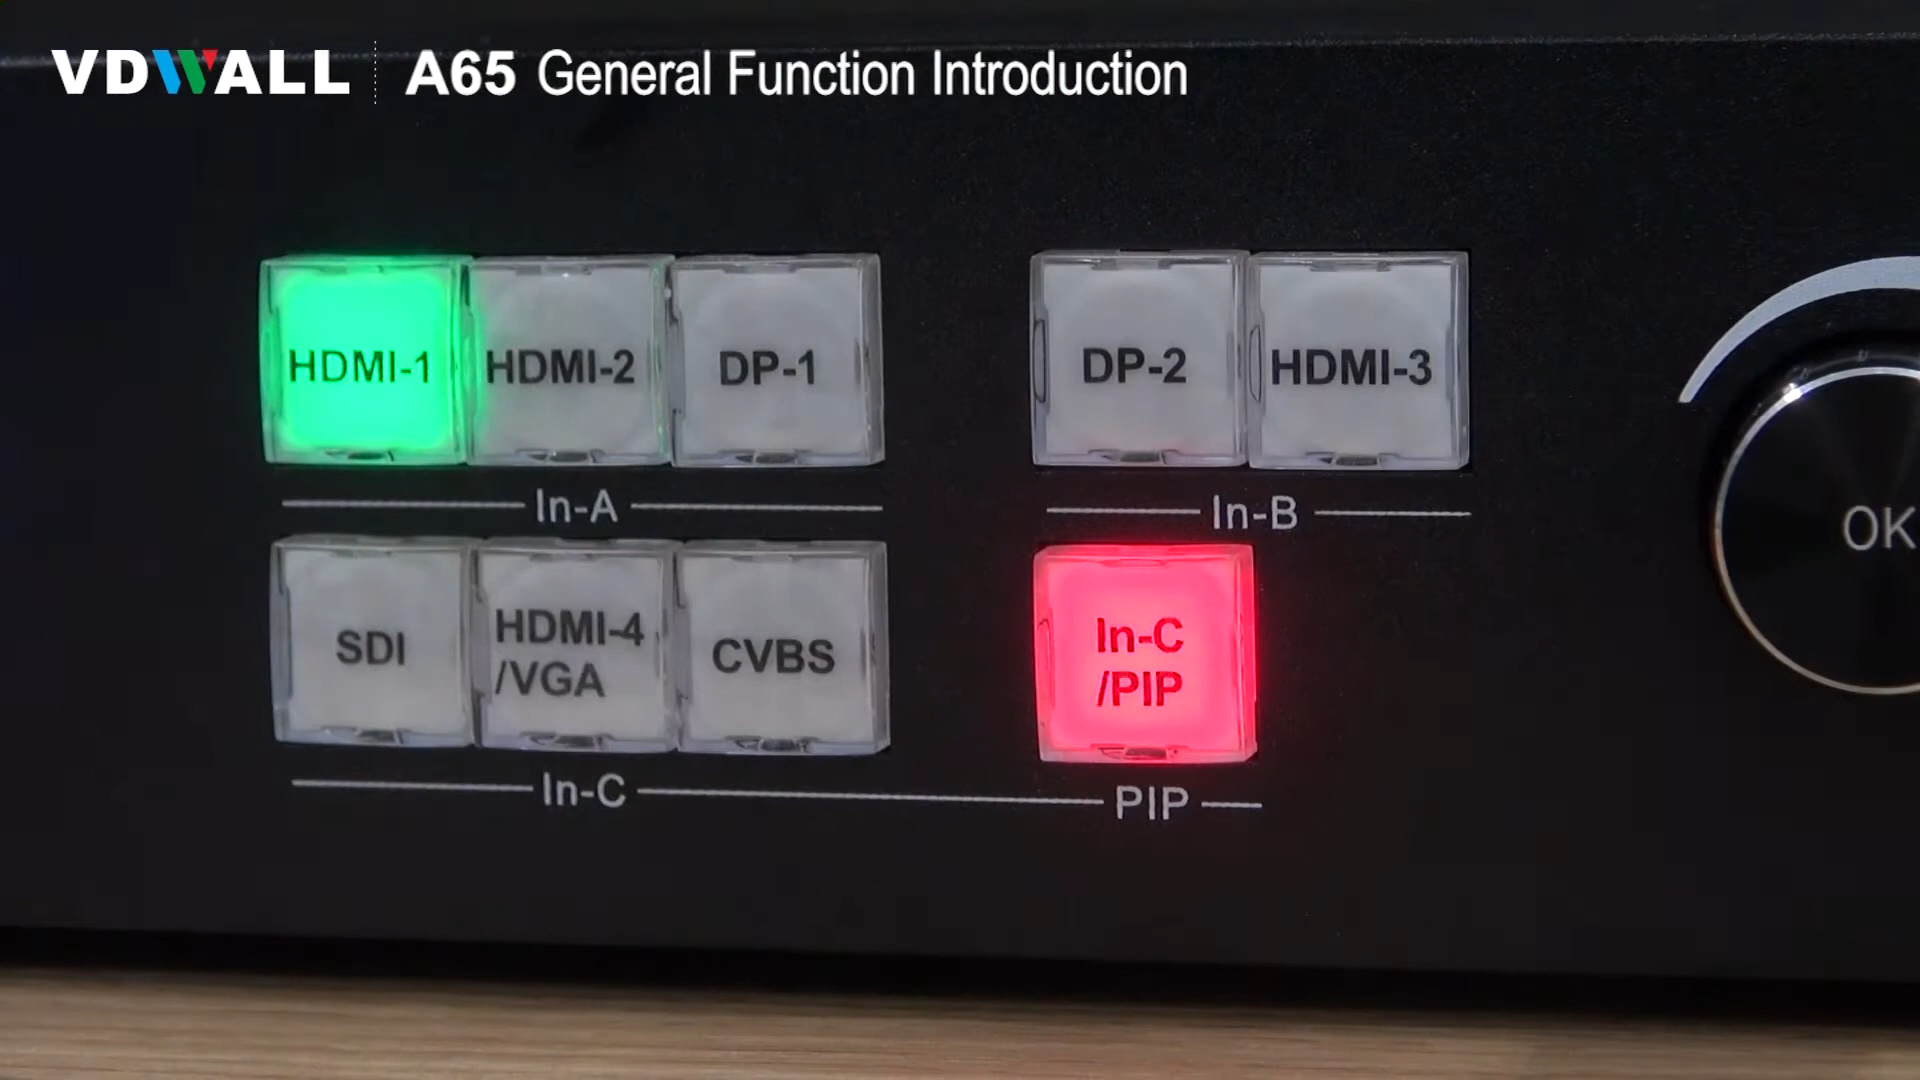 VDWALL A65 General Function Introduction
HDMI-1 HDMI-2 DP-1 DP-2 HDMI-3
In-A In-B
OK
SDI HDMI-4 /VGA CVBS In-C /PIP
In-C PIP